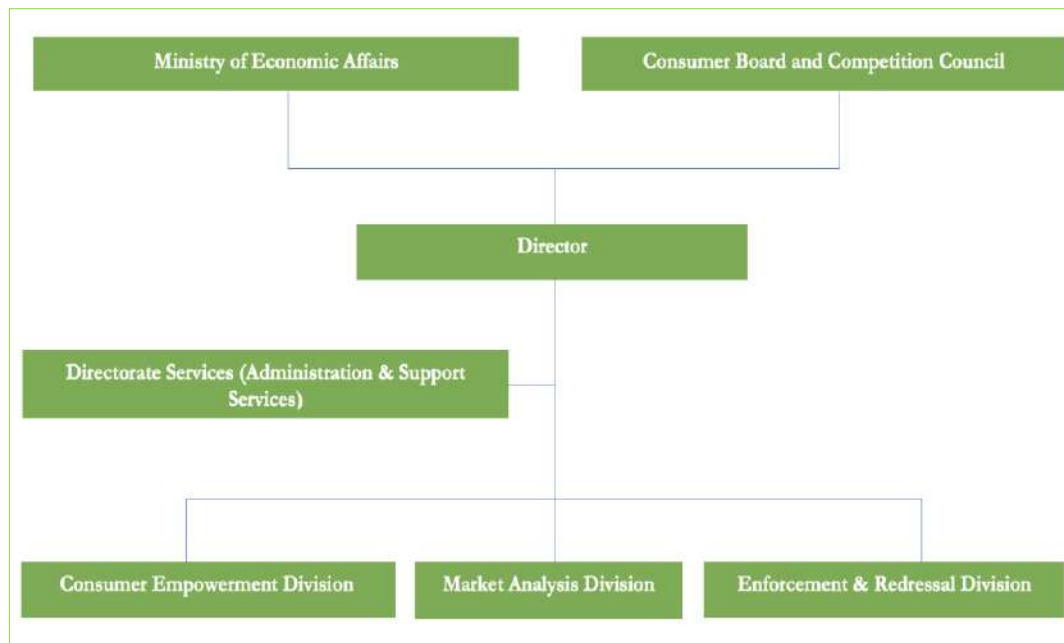 Ministry of Economic Affairs
Consumer Board and Competition Council
Director
Directorate Services (Administration & Support
Services)
Consumer Empowerment Division
Market Analysis Division
Enforcement & Redressal Division